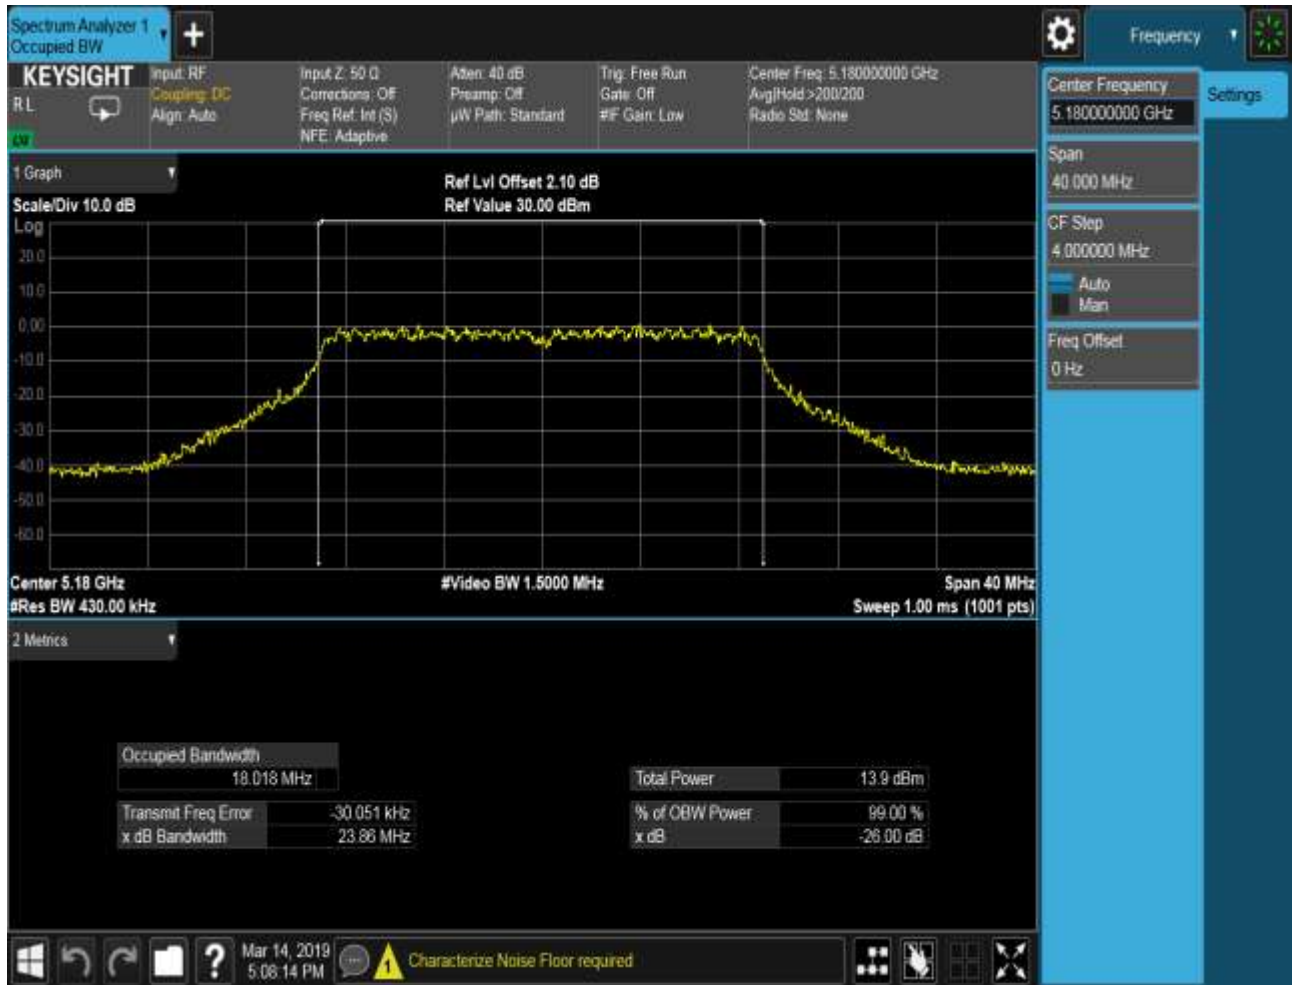 Spectrum Analyzer 1
Occupied BW
Frequency
KEYSIGHT
R L
Input: RF
Coupling: DC
Align: Auto
Input Z: 50 Ω
Corrections: Off
Freq Ref: Int (S)
NFE: Adaptive
Atten: 40 dB
Preamp: Off
µW Path: Standard
Trig: Free Run
Gate: Off
#IF Gain: Low
Center Freq: 5.180000000 GHz
Avg|Hold:>200/200
Radio Std: None
Center Frequency
5.180000000 GHz
Settings
Span
40.000 MHz
CF Step
4.000000 MHz
Auto
Man
Freq Offset
0 Hz
1 Graph
Scale/Div 10.0 dB
Ref Lvl Offset 2.10 dB
Ref Value 30.00 dBm
Log
20.0
10.0
0.00
-10.0
-20.0
-30.0
-40.0
-50.0
-60.0
Center 5.18 GHz
#Video BW 1.5000 MHz
Span 40 MHz
#Res BW 430.00 kHz
Sweep 1.00 ms (1001 pts)
2 Metrics
Occupied Bandwidth
18.018 MHz
Total Power 13.9 dBm
Transmit Freq Error -30.051 kHz
% of OBW Power 99.00 %
x dB Bandwidth 23.86 MHz
x dB -26.00 dB
?
Mar 14, 2019
5:08:14 PM
1
Characterize Noise Floor required